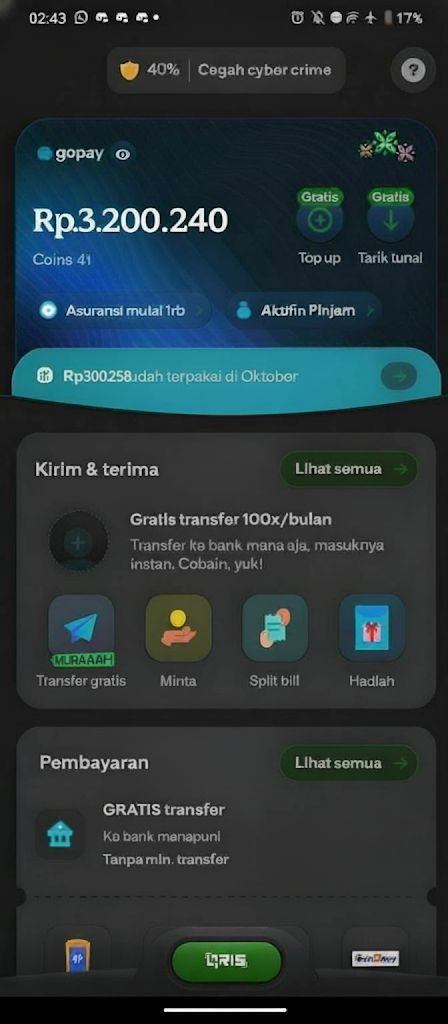 02:43
17%
40% | Cegah cyber crime
?
gopay
Gratis Gratis
Rp.3.200.240
Coins 41
Top up Tarik tunai
Asuransi mulai 1rb
Aktifin Pinjam
Rp300.258udah terpakai di Oktober
Kirim & terima
Lihat semua
Gratis transfer 100x/bulan
Transfer ke bank mana aja, masuknya
instan. Cobain, yuk!
MURAAAH
Transfer gratis Minta Split bill Hadiah
Pembayaran
Lihat semua
GRATIS transfer
Ke bank manapun!
Tanpa min. transfer
QRIS